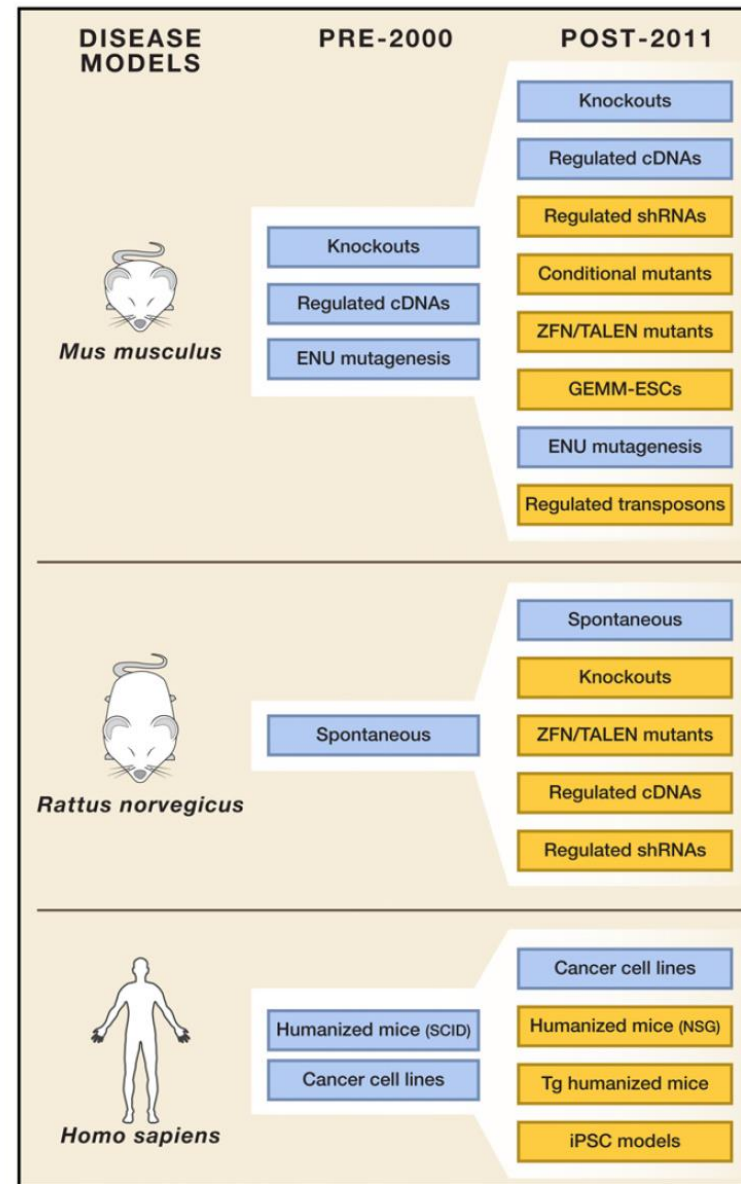 DISEASE
MODELS
PRE-2000
POST-2011
Mus musculus
Knockouts
Regulated cDNAs
ENU mutagenesis
Knockouts
Regulated cDNAs
Regulated shRNAs
Conditional mutants
ZFN/TALEN mutants
GEMM-ESCs
ENU mutagenesis
Regulated transposons
Rattus norvegicus
Spontaneous
Spontaneous
Knockouts
ZFN/TALEN mutants
Regulated cDNAs
Regulated shRNAs
Homo sapiens
Humanized mice (SCID)
Cancer cell lines
Cancer cell lines
Humanized mice (NSG)
Tg humanized mice
iPSC models